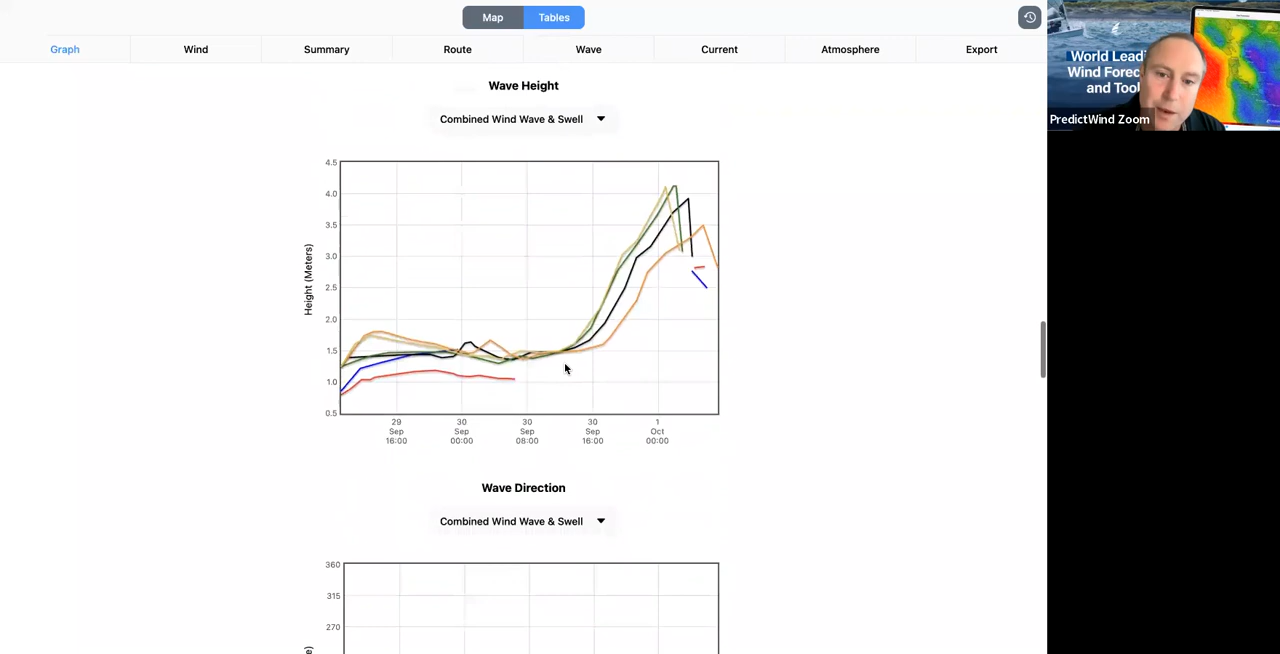 Map Tables
Graph Wind Summary Route Wave Current Atmosphere Export
Wave Height
Combined Wind Wave & Swell
4.5
4.0
3.5
3.0
2.5
2.0
1.5
1.0
0.5
Height (Meters)
29 Sep 16:00
30 Sep 00:00
30 Sep 08:00
30 Sep 16:00
1 Oct 00:00
Wave Direction
Combined Wind Wave & Swell
360
315
270
World Leadi
Wind Forec
and Tool
PredictWind Zoom